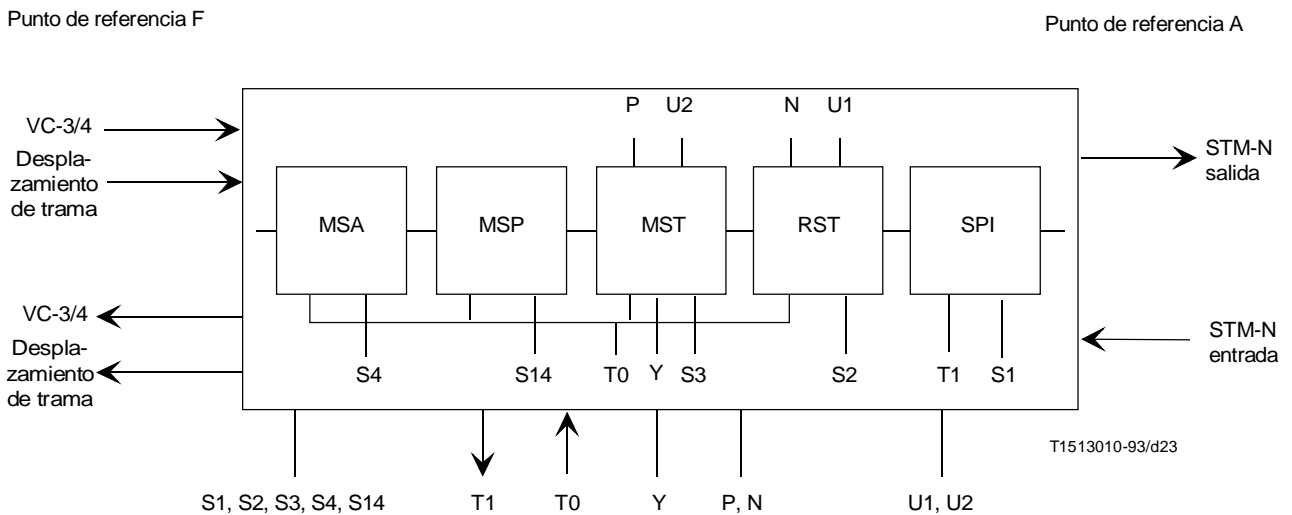 Punto de referencia F
Punto de referencia A
P U2 N U1
VC-3/4
Despla-
zamiento
de trama
STM-N
salida
MSA MSP MST RST SPI
VC-3/4
Despla-
zamiento
de trama
STM-N
entrada
S4 S14 T0 Y S3 S2 T1 S1
T1513010-93/d23
S1, S2, S3, S4, S14 T1 T0 Y P, N U1, U2